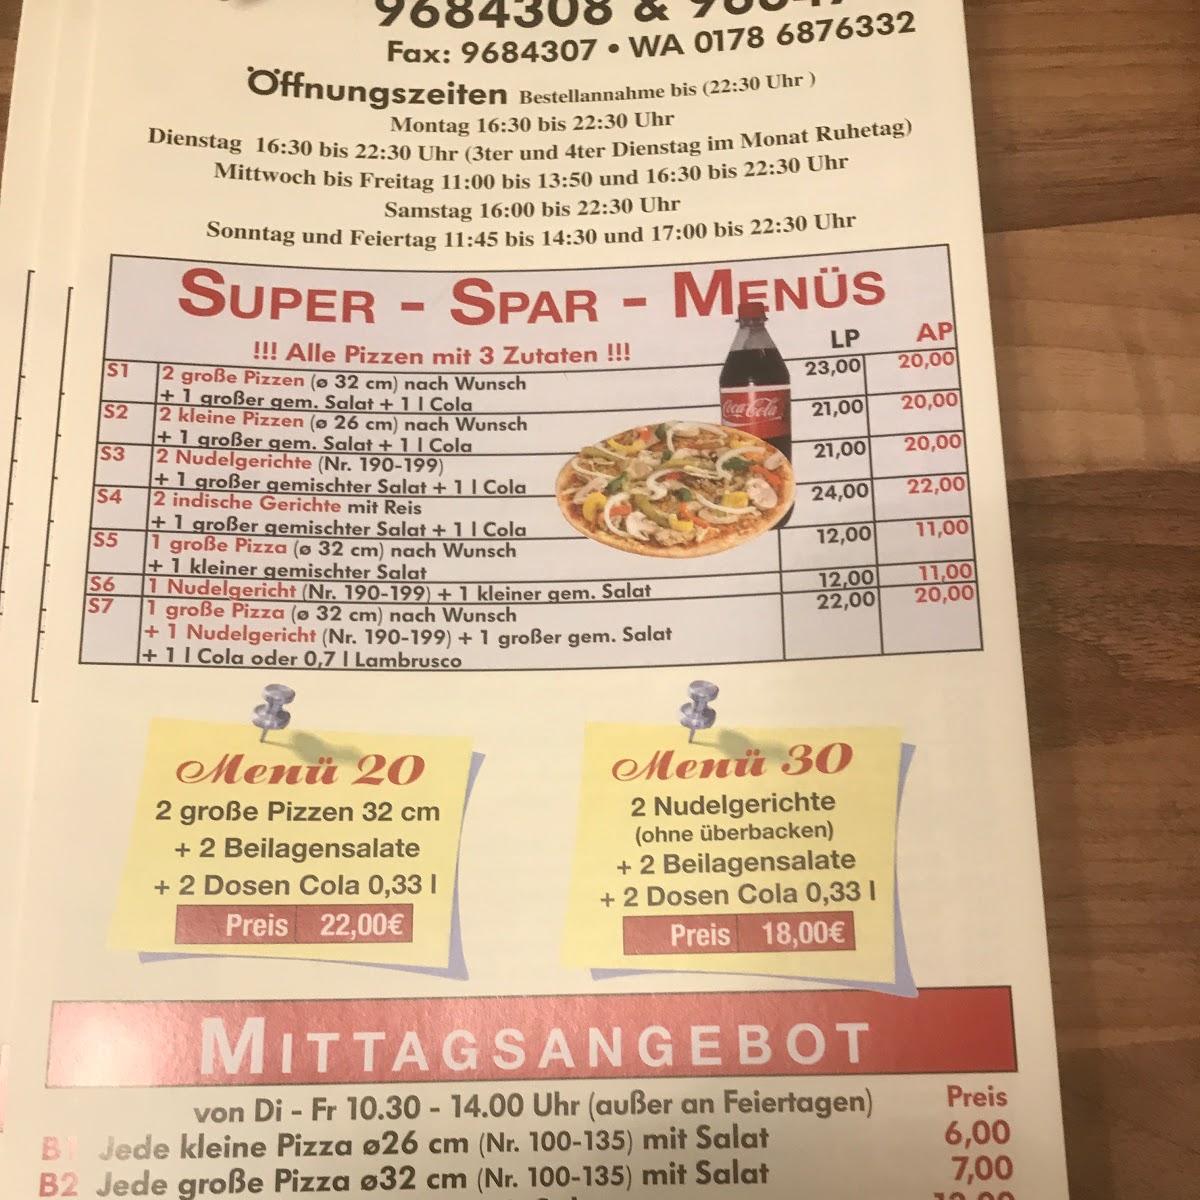 9684308 &
Fax: 9684307 • WA 0178 6876332
Öffnungszeiten Bestellannahme bis (22:30 Uhr )
Montag 16:30 bis 22:30 Uhr
Dienstag 16:30 bis 22:30 Uhr (3ter und 4ter Dienstag im Monat Ruhetag)
Mittwoch bis Freitag 11:00 bis 13:50 und 16:30 bis 22:30 Uhr
Samstag 16:00 bis 22:30 Uhr
Sonntag und Feiertag 11:45 bis 14:30 und 17:00 bis 22:30 Uhr
SUPER - SPAR - MENÜS
!!! Alle Pizzen mit 3 Zutaten !!! LP AP
S1 2 große Pizzen (ø 32 cm) nach Wunsch 23,00 20,00
+ 1 großer gem. Salat + 1 l Cola
S2 2 kleine Pizzen (ø 26 cm) nach Wunsch 21,00 20,00
+ 1 großer gem. Salat + 1 l Cola
S3 2 Nudelgerichte (Nr. 190-199) 21,00 20,00
+ 1 großer gemischter Salat + 1 l Cola
S4 2 indische Gerichte mit Reis 24,00 22,00
+ 1 großer gemischter Salat + 1 l Cola
S5 1 große Pizza (ø 32 cm) nach Wunsch 12,00 11,00
+ 1 kleiner gemischter Salat
S6 1 Nudelgericht (Nr. 190-199) + 1 kleiner gem. Salat 12,00 11,00
S7 1 große Pizza (ø 32 cm) nach Wunsch 22,00 20,00
+ 1 Nudelgericht (Nr. 190-199) + 1 großer gem. Salat
+ 1 l Cola oder 0,7 l Lambrusco
Coca-Cola
Menü 20
2 große Pizzen 32 cm
+ 2 Beilagensalate
+ 2 Dosen Cola 0,33 l
Preis 22,00€
Menü 30
2 Nudelgerichte
(ohne überbacken)
+ 2 Beilagensalate
+ 2 Dosen Cola 0,33 l
Preis 18,00€
MITTAGSANGEBOT
von Di - Fr 10.30 - 14.00 Uhr (außer an Feiertagen) Preis
B1 Jede kleine Pizza ø26 cm (Nr. 100-135) mit Salat 6,00
B2 Jede große Pizza ø32 cm (Nr. 100-135) mit Salat 7,00